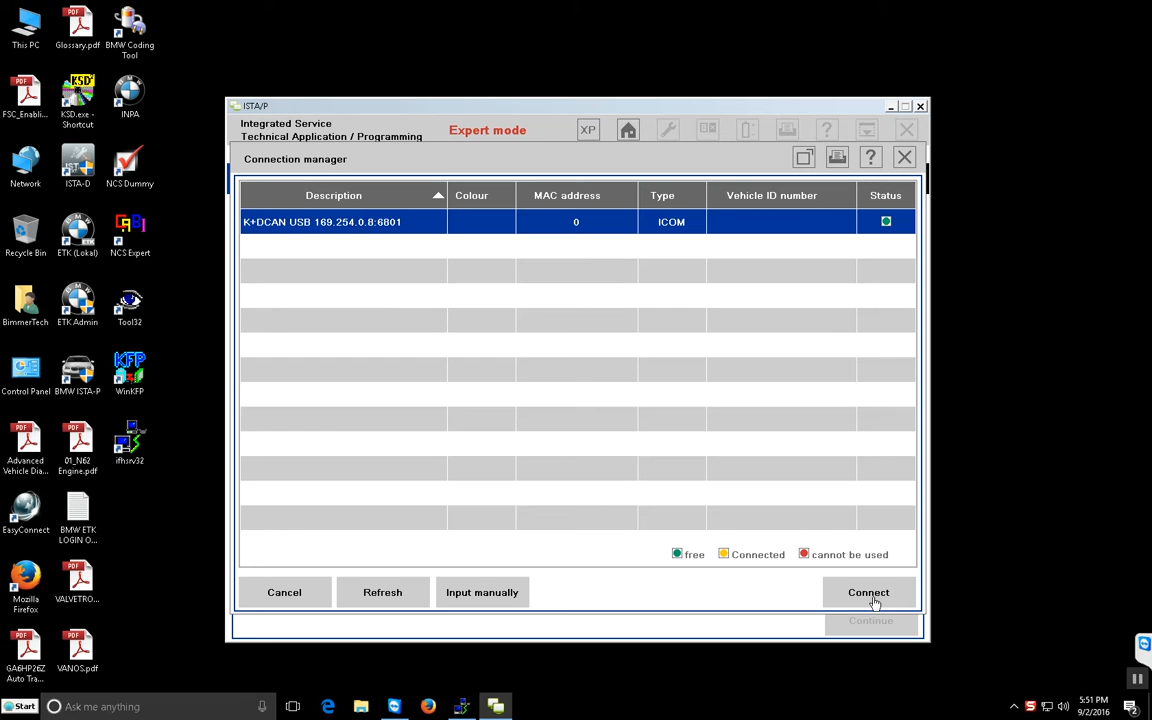 This PC
Glossary.pdf
BMW Coding
Tool
FSC_Enabli...
KSD
KSD.exe -
Shortcut
INPA
Network
IST
ISTA-D
NCS Dummy
Recycle Bin
ETK (Lokal)
NCS Expert
BimmerTech
ETK Admin
Tool32
Control Panel
BMW ISTA-P
KFP
WinKFP
Advanced
Vehicle Dia...
01_N62
Engine.pdf
ifhsrv32
EasyConnect
BMW ETK
LOGIN O...
Mozilla
Firefox
VALVETRO...
GA6HP26Z
Auto Tra...
VANOS.pdf
ISTA/P
Integrated Service
Technical Application / Programming
Expert mode
XP
Connection manager
Description Colour MAC address Type Vehicle ID number Status
K+DCAN USB 169.254.0.8:6801 0 ICOM
free Connected cannot be used
Cancel Refresh Input manually Connect
Continue
Start
Ask me anything
5:51 PM
9/2/2016
2